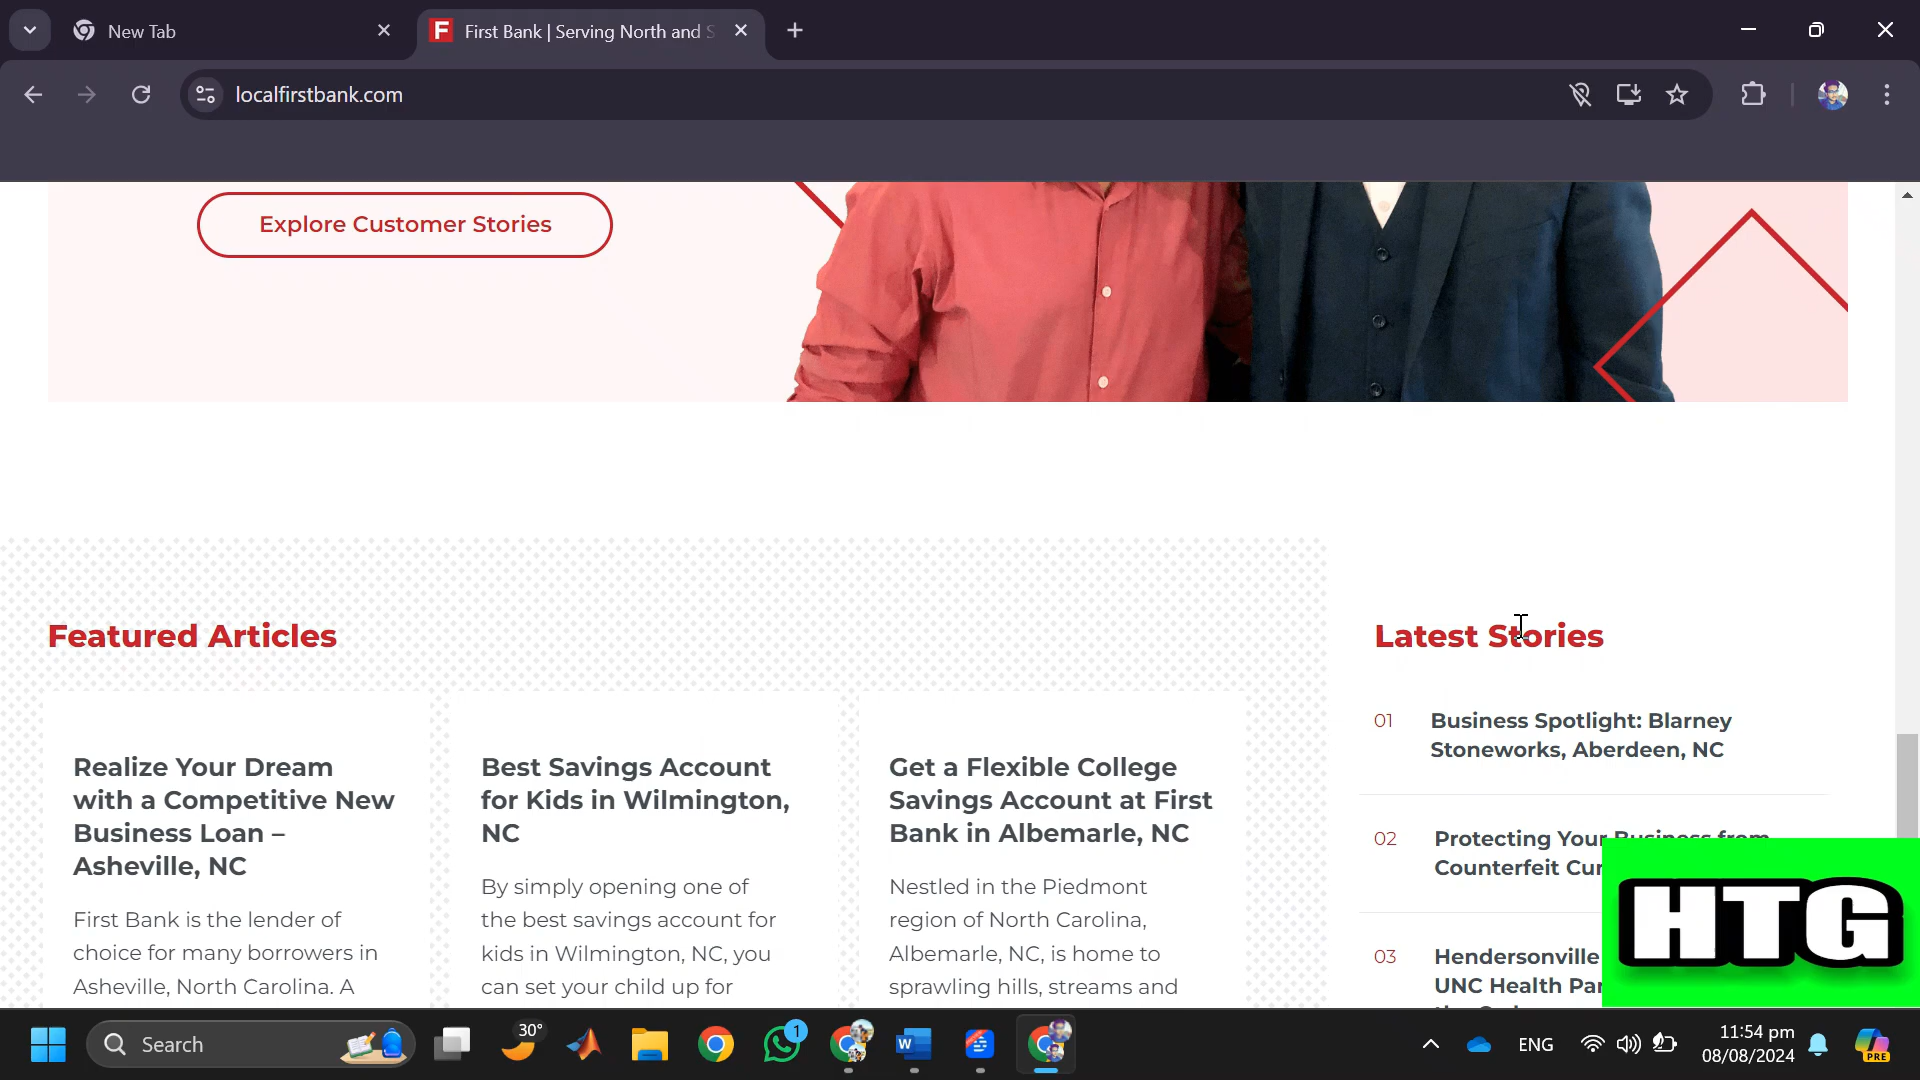 New Tab
First Bank | Serving North and S
localfirstbank.com
Explore Customer Stories
Featured Articles
Realize Your Dream
with a Competitive New
Business Loan –
Asheville, NC
First Bank is the lender of
choice for many borrowers in
Asheville, North Carolina. A
Best Savings Account
for Kids in Wilmington,
NC
By simply opening one of
the best savings account for
kids in Wilmington, NC, you
can set your child up for
Get a Flexible College
Savings Account at First
Bank in Albemarle, NC
Nestled in the Piedmont
region of North Carolina,
Albemarle, NC, is home to
sprawling hills, streams and
Latest Stories
01 Business Spotlight: Blarney
Stoneworks, Aberdeen, NC
02 Protecting Your Business from
Counterfeit Cur
03 Hendersonville
UNC Health Par
HTG
Search
30°
1
ENG
11:54 pm
08/08/2024
PRE